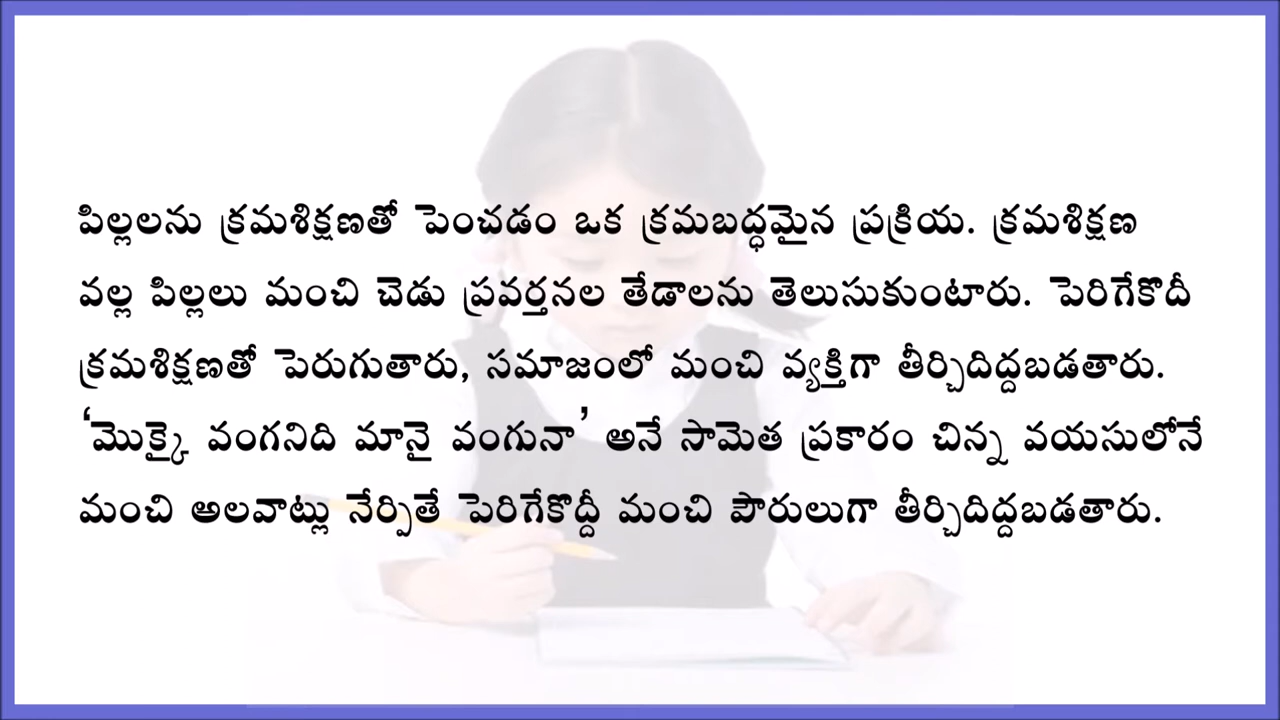 పిల్లలను క్రమశిక్షణతో పెంచడం ఒక క్రమబద్ధమైన ప్రక్రియ. క్రమశిక్షణ
వల్ల పిల్లలు మంచి చెడు ప్రవర్తనల తేడాలను తెలుసుకుంటారు. పెరిగేకొదీ
క్రమశిక్షణతో పెరుగుతారు, సమాజంలో మంచి వ్యక్తిగా తీర్చిదిద్దబడతారు.
‘మొక్కై వంగనిది మానై వంగునా’ అనే సామెత ప్రకారం చిన్న వయసులోనే
మంచి అలవాట్లు నేర్పితే పెరిగేకొద్దీ మంచి పౌరులుగా తీర్చిదిద్దబడతారు.